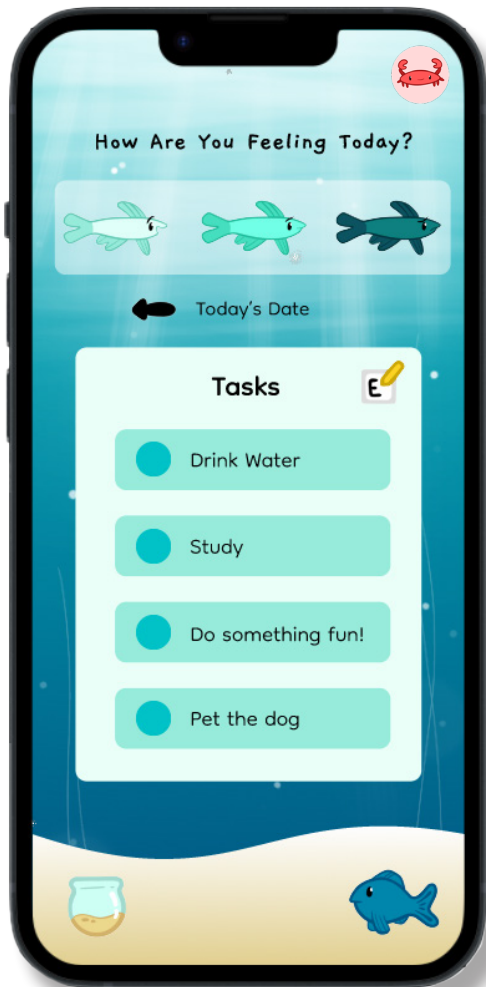 How Are You Feeling Today?
Today's Date
Tasks
E
Drink Water
Study
Do something fun!
Pet the dog